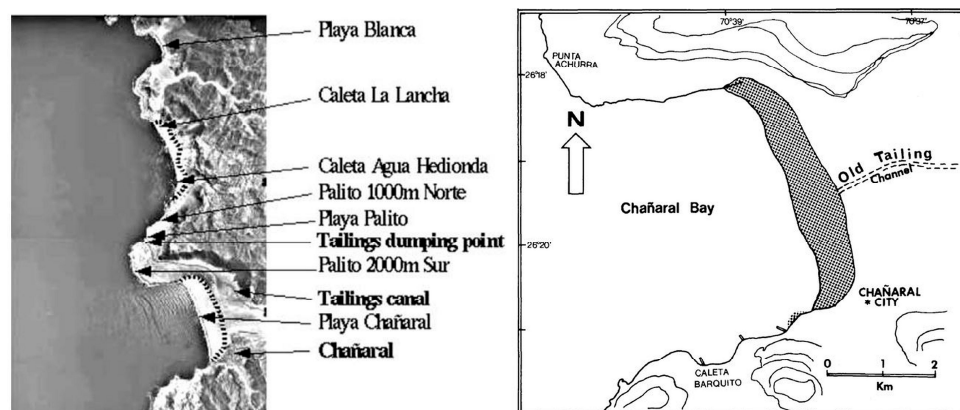 Playa Blanca
Caleta La Lancha
Caleta Agua Hedionda
Palito 1000m Norte
Playa Palito
Tailings dumping point
Palito 2000m Sur
Tailings canal
Playa Chañaral
Chañaral
70°39'
70°37'
PUNTA
ACHURRA
26°18'
N
Old Tailing
Channel
Chañaral Bay
26°20'
CHAÑARAL
* CITY
CALETA
BARQUITO
0 1 2
Km